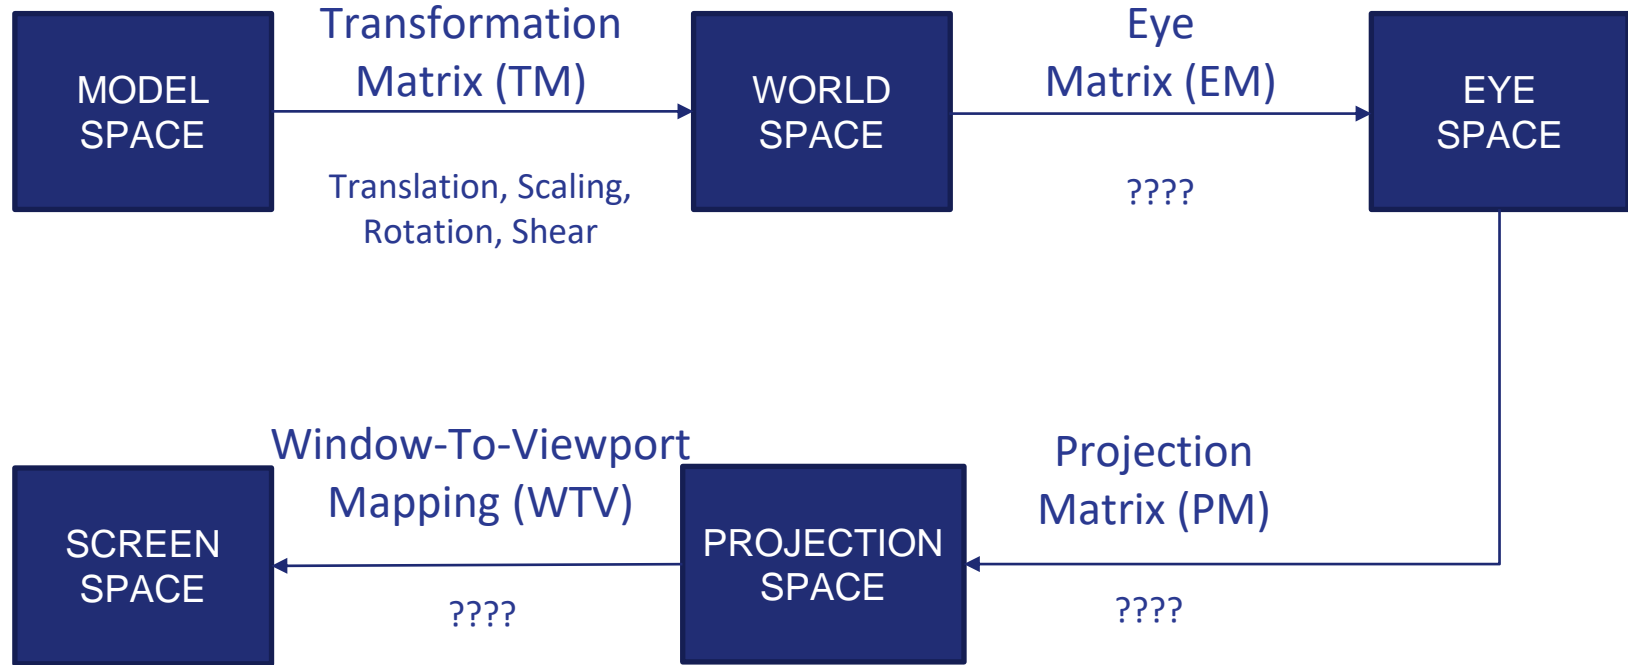 MODEL
SPACE
Transformation
Matrix (TM)
Translation, Scaling,
Rotation, Shear
WORLD
SPACE
Eye
Matrix (EM)
????
EYE
SPACE
Projection
Matrix (PM)
????
PROJECTION
SPACE
Window-To-Viewport
Mapping (WTV)
????
SCREEN
SPACE